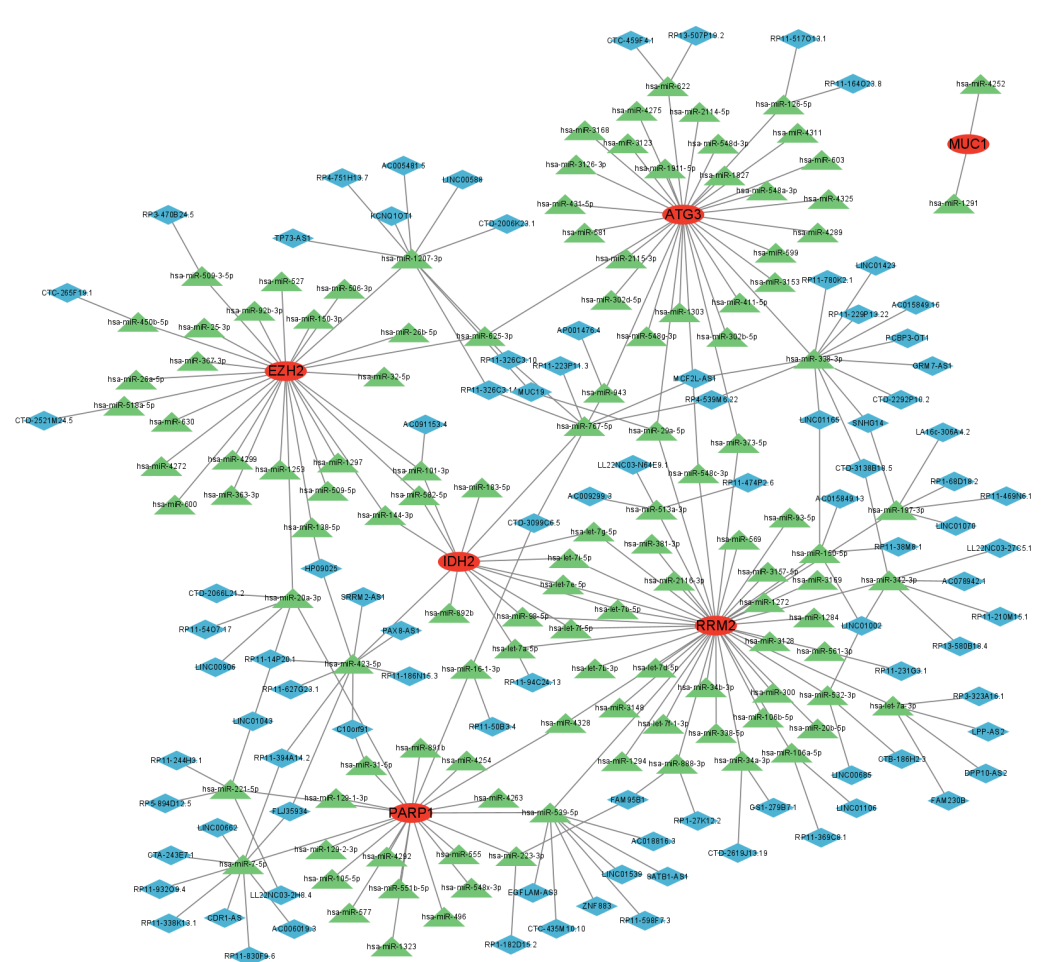 CTC-459F4.1
RP13-507P19.2
RP11-517O13.1
RP11-164O23.8
hsa-miR-622
hsa-miR-126-5p
hsa-miR-4252
hsa-miR-4275
hsa-miR-2114-5p
hsa-miR-3168
hsa-miR-3123
hsa-miR-548d-3p
hsa-miR-4311
MUC1
hsa-miR-3126-3p
hsa-miR-1911-5p
hsa-miR-1827
hsa-miR-603
AC005481.5
RP4-751H13.7
LINC00588
hsa-miR-548a-3p
hsa-miR-4325
hsa-miR-431-5p
ATG3
hsa-miR-1291
RP3-470B24.5
KCNQ1OT1
CTD-2006K23.1
TP73-AS1
hsa-miR-581
hsa-miR-4289
hsa-miR-1207-3p
hsa-miR-2115-3p
hsa-miR-599
LINC01423
hsa-miR-509-3-5p
hsa-miR-527
hsa-miR-506-3p
hsa-miR-3153
RP11-780K2.1
CTC-265F19.1
hsa-miR-302d-5p
hsa-miR-411-5p
AC015849.16
hsa-miR-92b-3p
hsa-miR-150-3p
hsa-miR-1303
RP11-229P13.22
hsa-miR-450b-5p
hsa-miR-25-3p
hsa-miR-26b-5p
hsa-miR-625-3p
AP001476.4
hsa-miR-548g-3p
hsa-miR-302b-5p
PCBP3-OT1
hsa-miR-367-3p
RP11-326C3.10
RP11-223P11.3
hsa-miR-338-3p
GRM7-AS1
EZH2
hsa-miR-26a-5p
hsa-miR-32-5p
MCF2L-AS1
MUC19
hsa-miR-943
RP4-539M6.22
CTD-2292P10.2
hsa-miR-518a-5p
hsa-miR-630
CTD-2521M24.5
hsa-miR-767-5p
hsa-miR-29a-5p
LINC01165
SNHG14
AC091153.4
hsa-miR-373-5p
LA16c-306A4.2
hsa-miR-4272
hsa-miR-4299
hsa-miR-1253
hsa-miR-1297
hsa-miR-101-3p
LL22NC03-N64E9.1
hsa-miR-548c-3p
CTD-3138B18.5
hsa-miR-183-5p
RP11-474P2.6
RP1-68D18.2
hsa-miR-600
hsa-miR-363-3p
hsa-miR-509-5p
hsa-miR-582-5p
AC009299.3
AC015849.13
RP11-469N6.1
hsa-miR-144-3p
hsa-miR-513a-3p
hsa-miR-187-3p
hsa-miR-138-5p
CTD-3099C6.5
hsa-miR-93-5p
LINC01070
hsa-let-7g-5p
hsa-miR-381-3p
hsa-miR-569
RP11-38M8.1
LL22NC03-27C5.1
IDH2
hsa-let-7i-5p
HP09025
hsa-miR-3157-5p
hsa-let-7e-5p
hsa-miR-2116-3p
hsa-miR-3169
hsa-miR-342-3p
AC078942.1
CTD-2066L21.2
SRRM2-AS1
hsa-miR-20a-3p
hsa-let-7b-5p
hsa-miR-1272
hsa-miR-892b
hsa-miR-98-5p
hsa-miR-1284
RP11-210M15.1
RP11-54O7.17
PAX8-AS1
hsa-let-7f-5p
RRM2
LINC01002
RP13-580B18.4
hsa-let-7a-5p
hsa-miR-3128
LINC00906
RP11-14P20.1
hsa-miR-423-5p
hsa-miR-561-3p
RP11-186N15.3
hsa-miR-16-1-3p
RP11-94C24.13
hsa-let-7b-3p
hsa-let-7d-5p
RP11-231G3.1
RP11-627G23.1
hsa-miR-34b-3p
hsa-miR-300
hsa-miR-532-3p
RP3-323A16.1
LINC01043
hsa-miR-3148
hsa-let-7a-3p
RP11-50B3.4
hsa-miR-4328
hsa-let-7f-1-3p
hsa-miR-106b-5p
hsa-miR-20b-5p
C10orf91
hsa-miR-338-5p
LPP-AS2
RP11-244H3.1
RP11-394A14.2
hsa-miR-891b
hsa-miR-106a-5p
hsa-miR-31-5p
hsa-miR-4254
hsa-miR-1294
hsa-miR-888-3p
hsa-miR-34a-3p
CTB-186H2.3
LINC00685
DPP10-AS2
hsa-miR-221-5p
RP5-894D12.5
hsa-miR-129-1-3p
hsa-miR-4263
FAM95B1
GS1-279B7.1
LINC01106
FAM230B
FLJ35934
PARP1
hsa-miR-539-5p
RP1-27K12.2
LINC00662
RP11-369C8.1
AC018816.3
hsa-miR-129-2-3p
hsa-miR-4292
hsa-miR-555
hsa-miR-223-3p
CTD-2619J13.19
CTA-243E7.1
hsa-miR-7-5p
LINC01539
SATB1-AS1
hsa-miR-105-5p
hsa-miR-551b-5p
hsa-miR-548x-3p
EGFLAM-AS3
RP11-932O9.4
LL22NC03-2H8.4
ZNF883
RP11-338K13.1
CDR1-AS
hsa-miR-577
hsa-miR-496
CTC-435M10.10
RP11-598F7.3
AC006019.3
hsa-miR-1323
RP1-182D15.2
RP11-830F9.6